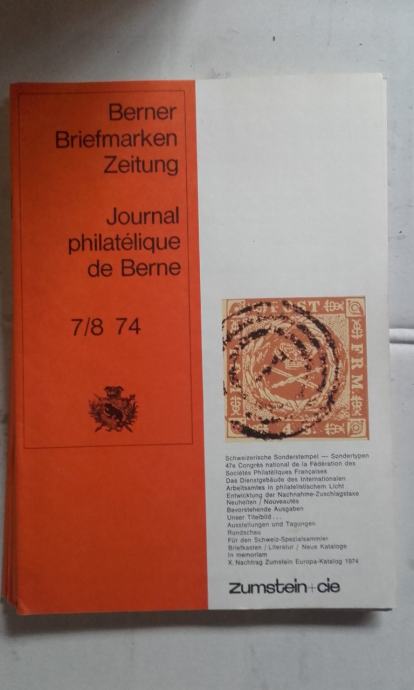 Berner
Briefmarken
Zeitung
Journal
philatélique
de Berne
7/8 74
POST
FRM
4 S
Schweizerische Sonderstempel — Sondertypen
47e Congrès national de la Fédération des
Sociétés Philatéliques Françaises
Das Dienstgebäude des Internationalen
Arbeitsamtes in philatelistischem Licht
Entwicklung der Nachnahme-Zuschlagstaxe
Neuheiten / Nouveautés
Bevorstehende Ausgaben
Unser Titelbild...
Ausstellungen und Tagungen
Rundschau
Für den Schweiz-Spezialsammler
Briefkasten / Literatur / Neue Kataloge
In memoriam
X. Nachtrag Zumstein Europa-Katalog 1974
zumstein+cie